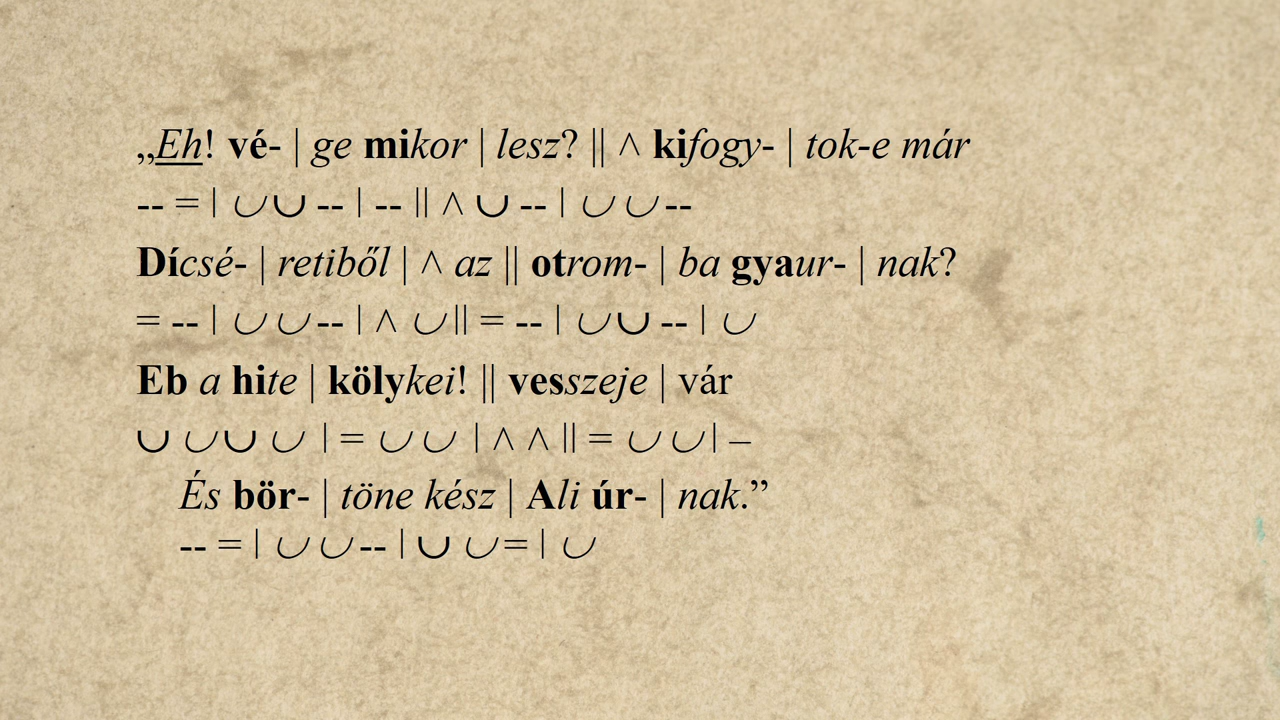 „Eh! vé- | ge mikor | lesz? || ^ kifogy- | tok-e már
-- = | ∪ ∪ -- | -- || ^ ∪ -- | ∪ ∪ --
Dícsé- | retiből | ^ az || otrom- | ba gyaur- | nak?
= -- | ∪ ∪ -- | ^ ∪ || = -- | ∪ ∪ -- | ∪
Eb a hite | kölykei! || vesszeje | vár
∪ ∪ ∪ ∪ | = ∪ ∪ | ^ ^ || = ∪ ∪ | –
És bör- | töne kész | Ali úr- | nak.”
-- = | ∪ ∪ -- | ∪ ∪ = | ∪